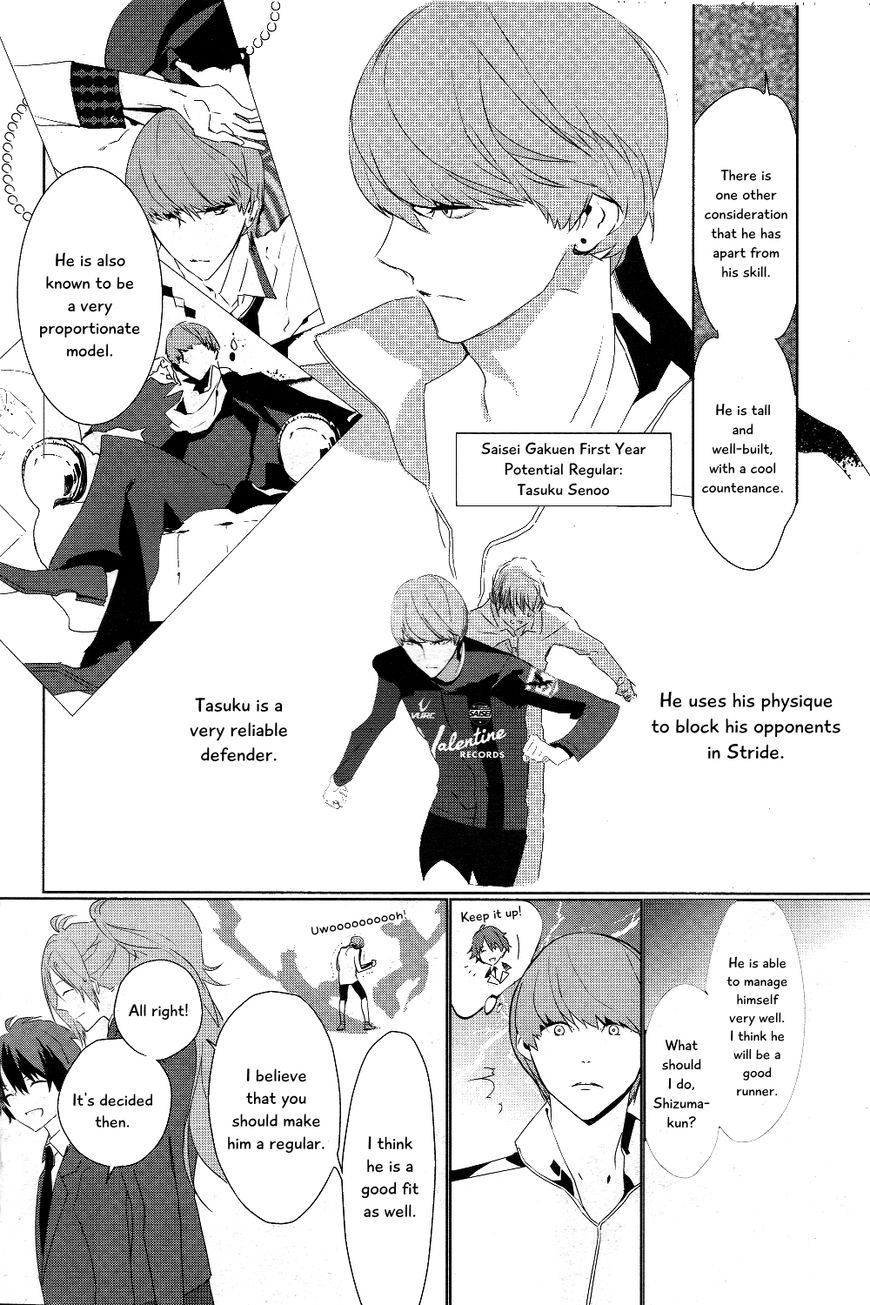 There is
one other
consideration
that he has
apart from
his skill.
He is tall
and
well-built,
with a cool
countenance.
Saisei Gakuen First Year
Potential Regular:
Tasuku Senoo
He is also
known to be
a very
proportionate
model.
He uses his physique
to block his opponents
in Stride.
Tasuku is a
very reliable
defender.
VURC
SAISEI
Valentine
RECORDS
He is able
to manage
himself
very well.
I think he
will be a
good
runner.
What
should
I do,
Shizuma-
kun?
Keep it up!
I think
he is a
good fit
as well.
I believe
that you
should make
him a regular.
Uwoooooooooh!
All right!
It's decided
then.